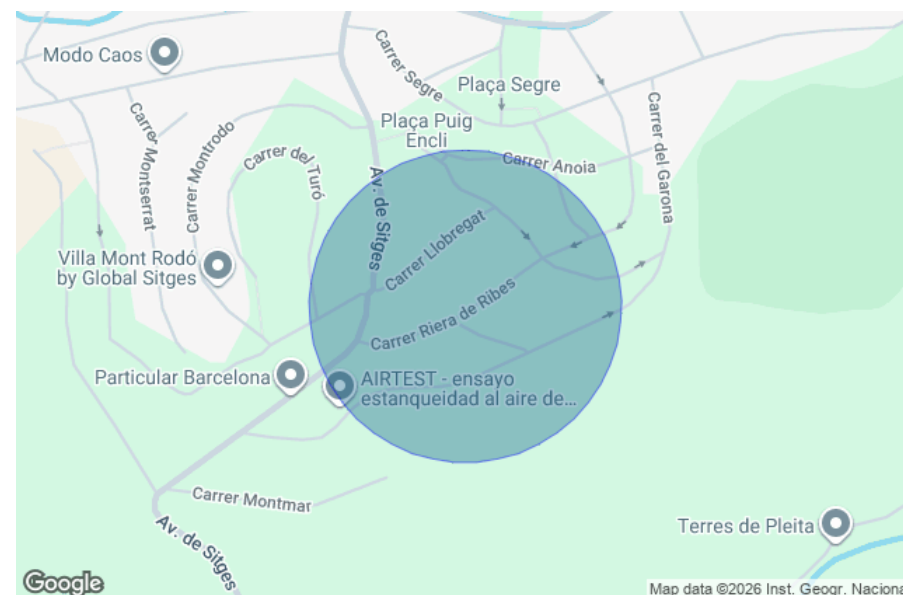 Modo Caos
Carrer Segre
Plaça Segre
Plaça Puig
Encli
Carrer Montserrat
Carrer Montrodo
Carrer del Turó
Carrer Anoia
Carrer del Garona
Av. de Sitges
Carrer Llobregat
Villa Mont Rodó
by Global Sitges
Carrer Riera de Ribes
Particular Barcelona
AIRTEST - ensayo
estanqueidad al aire de...
Carrer Montmar
Av. de Sitges
Terres de Pleita
Google
Map data ©2026 Inst. Geogr. Naciona